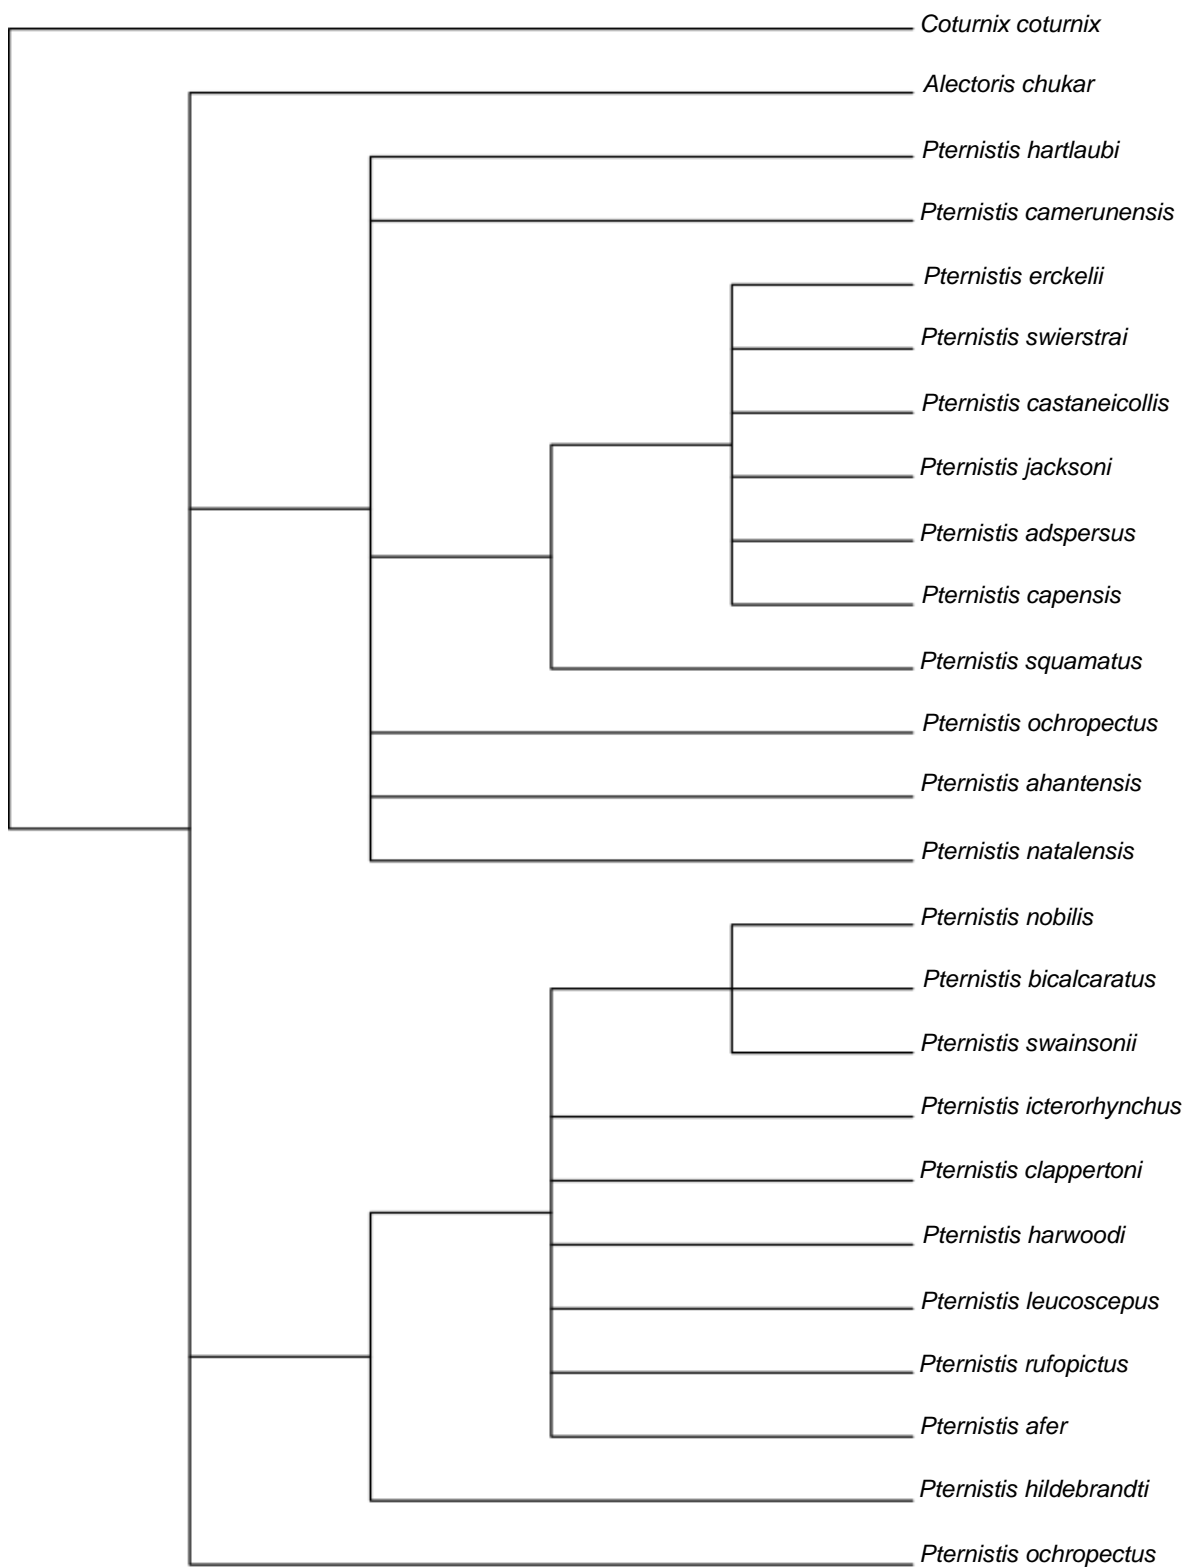 Coturnix coturnix
Alectoris chukar
Pternistis hartlaubi
Pternistis camerunensis
Pternistis erckelii
Pternistis swierstrai
Pternistis castaneicollis
Pternistis jacksoni
Pternistis adspersus
Pternistis capensis
Pternistis squamatus
Pternistis ochropectus
Pternistis ahantensis
Pternistis natalensis
Pternistis nobilis
Pternistis bicalcaratus
Pternistis swainsonii
Pternistis icterorhynchus
Pternistis clappertoni
Pternistis harwoodi
Pternistis leucoscepus
Pternistis rufopictus
Pternistis afer
Pternistis hildebrandti
Pternistis ochropectus